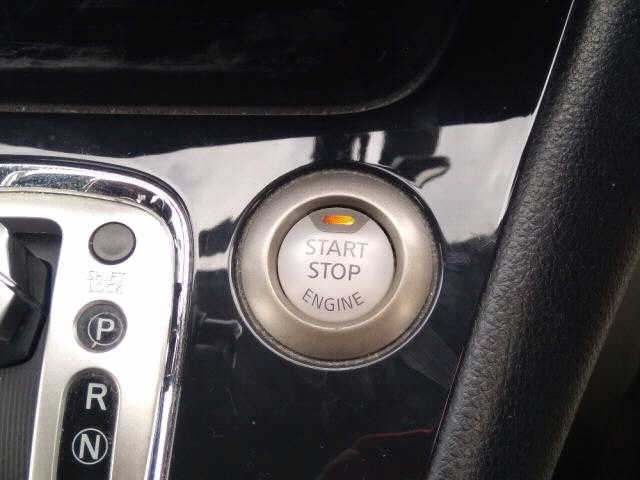 START
STOP
ENGINE
SHIFT
LOCK
P
R
N